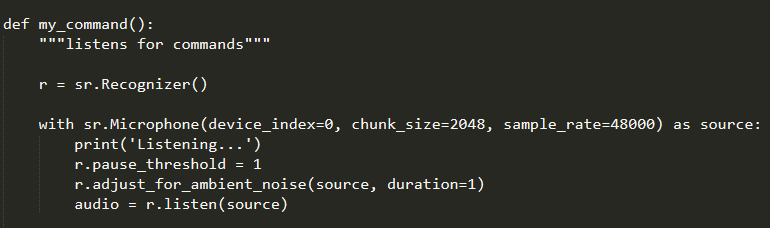 def my_command():
    """listens for commands"""
    r = sr.Recognizer()
    with sr.Microphone(device_index=0, chunk_size=2048, sample_rate=48000) as source:
        print('Listening...')
        r.pause_threshold = 1
        r.adjust_for_ambient_noise(source, duration=1)
        audio = r.listen(source)